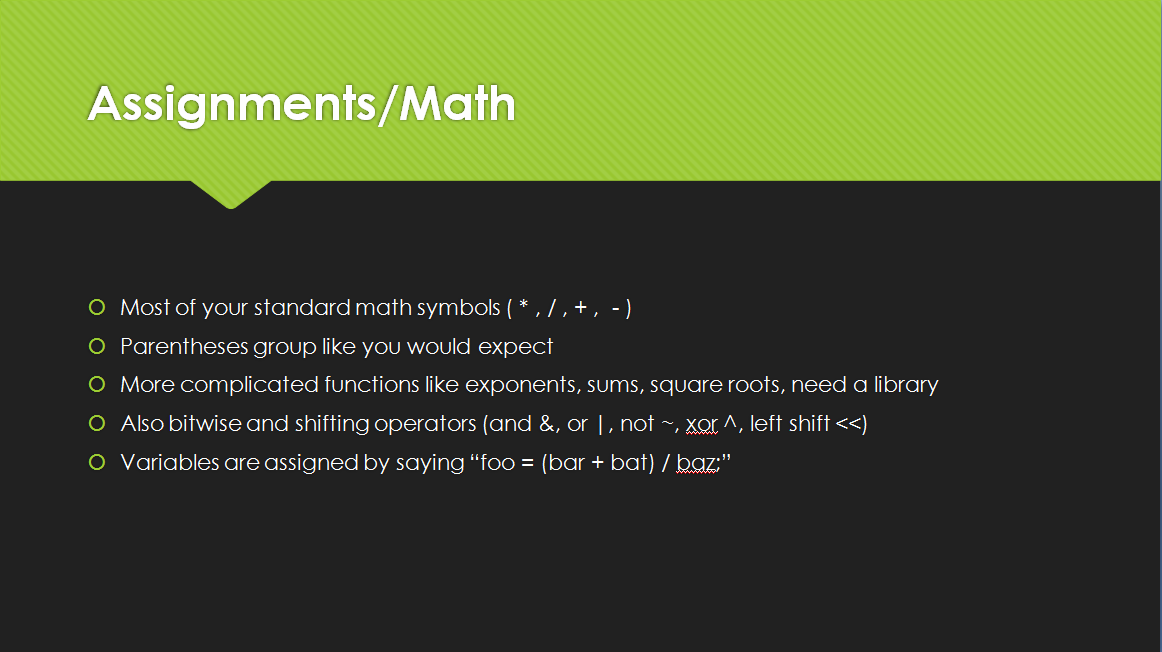 Assignments/Math
Most of your standard math symbols ( * , / , + ,  - )
Parentheses group like you would expect
More complicated functions like exponents, sums, square roots, need a library
Also bitwise and shifting operators (and &, or |, not ~, xor ^, left shift <<)
Variables are assigned by saying “foo = (bar + bat) / baz;”